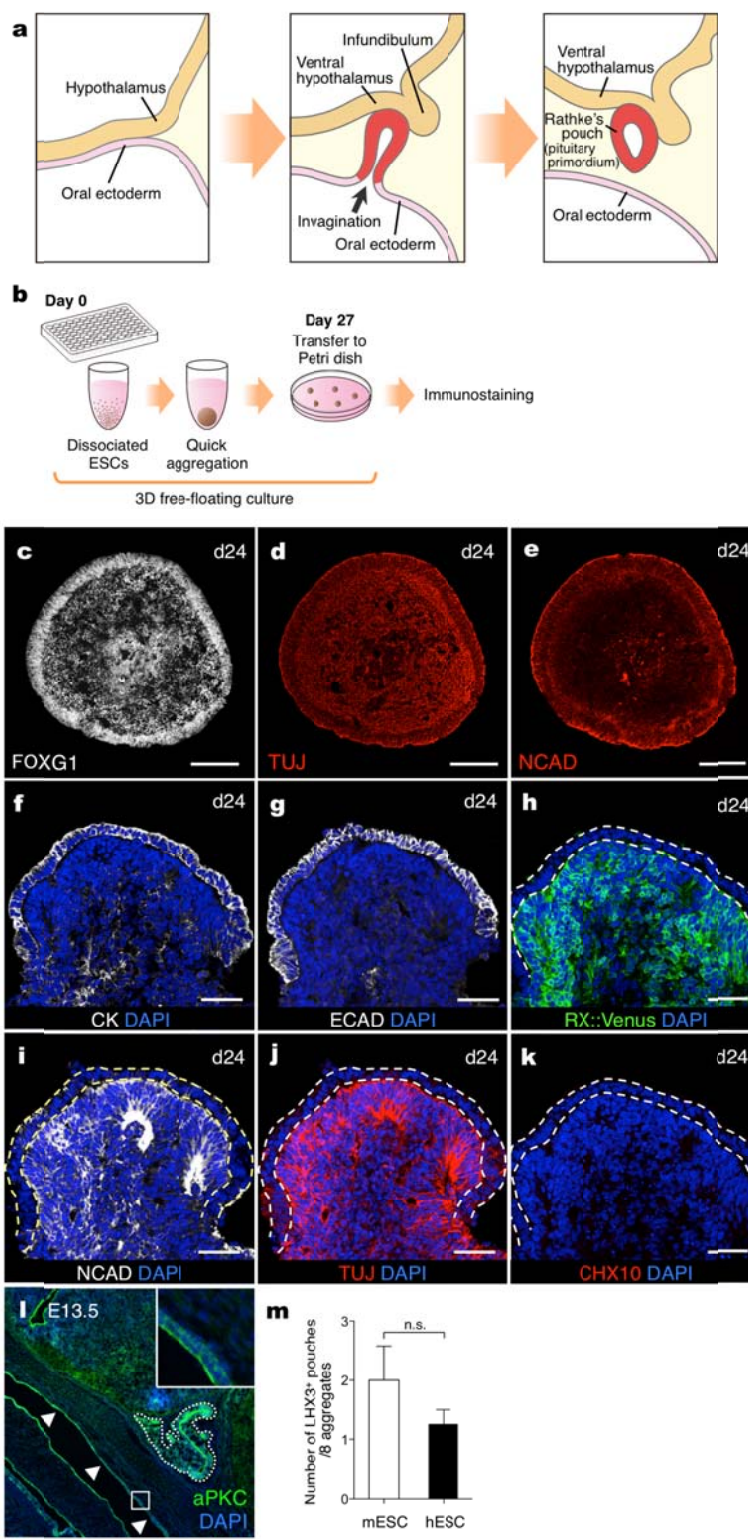 a
Hypothalamus
Oral ectoderm
Infundibulum
Ventral
hypothalamus
Invagination
Oral ectoderm
Ventral
hypothalamus
Rathke's
pouch
(pituitary
primordium)
Oral ectoderm
b
Day 0
Dissociated
ESCs
Quick
aggregation
Day 27
Transfer to
Petri dish
Immunostaining
3D free-floating culture
c d24
FOXG1
d d24
TUJ
e d24
NCAD
f d24
CK DAPI
g d24
ECAD DAPI
h d24
RX::Venus DAPI
i d24
NCAD DAPI
j d24
TUJ DAPI
k d24
CHX10 DAPI
l E13.5
aPKC
DAPI
m
n.s.
Number of LHX3+ pouches
/8 aggregates
3
2
1
0
mESC hESC